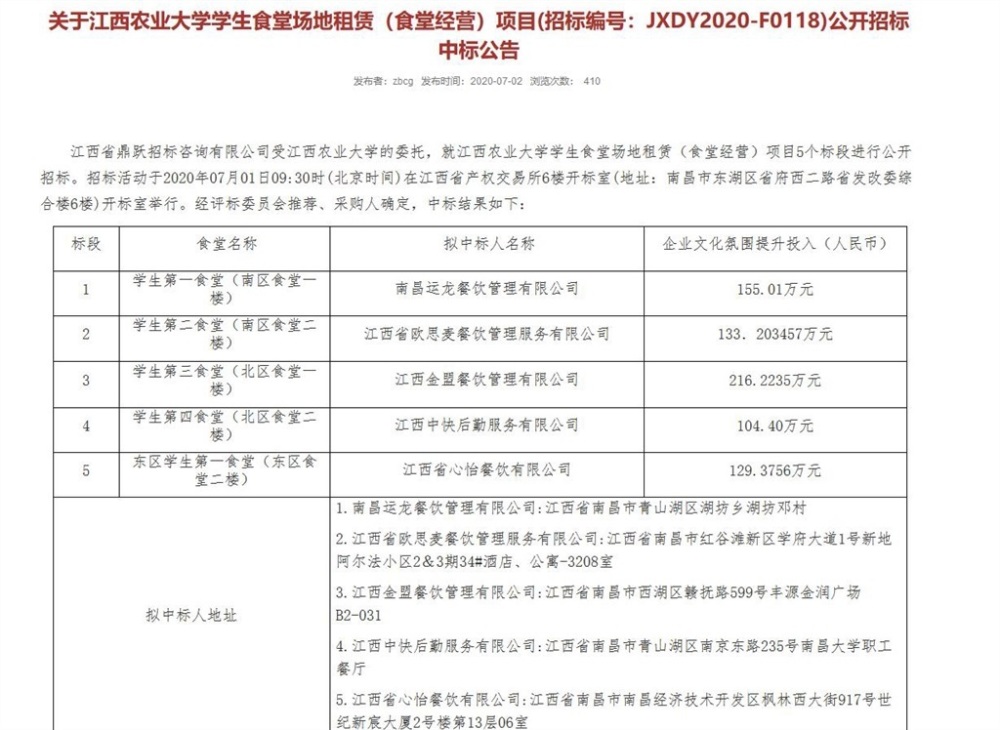 关于江西农业大学学生食堂场地租赁（食堂经营）项目(招标编号：JXDY2020-F0118)公开招标
中标公告
发布者：zbcg 发布时间：2020-07-02 浏览次数： 410
江西省鼎跃招标咨询有限公司受江西农业大学的委托，就江西农业大学学生食堂场地租赁（食堂经营）项目5个标段进行公开
招标。招标活动于2020年07月01日09:30时(北京时间)在江西省产权交易所6楼开标室(地址：南昌市东湖区省府西二路省发改委综
合楼6楼)开标室举行。经评标委员会推荐、采购人确定，中标结果如下：
标段 食堂名称 拟中标人名称 企业文化氛围提升投入（人民币）
1 学生第一食堂（南区食堂一
楼） 南昌运龙餐饮管理有限公司 155.01万元
2 学生第二食堂（南区食堂二
楼） 江西省欧思麦餐饮管理服务有限公司 133．203457万元
3 学生第三食堂（北区食堂一
楼） 江西金盟餐饮管理有限公司 216.2235万元
4 学生第四食堂（北区食堂二
楼） 江西中快后勤服务有限公司 104.40万元
5 东区学生第一食堂（东区食
堂二楼） 江西省心怡餐饮有限公司 129.3756万元
拟中标人地址
1.南昌运龙餐饮管理有限公司:江西省南昌市青山湖区湖坊乡湖坊邓村
2.江西省欧思麦餐饮管理服务有限公司:江西省南昌市红谷滩新区学府大道1号新地
阿尔法小区2＆3期34#酒店、公寓-3208室
3.江西金盟餐饮管理有限公司:江西省南昌市西湖区赣抚路599号丰源金润广场
B2-031
4.江西中快后勤服务有限公司:江西省南昌市青山湖区南京东路235号南昌大学职工
餐厅
5.江西省心怡餐饮有限公司:江西省南昌市南昌经济技术开发区枫林西大街917号世
纪新宸大厦2号楼第13层06室